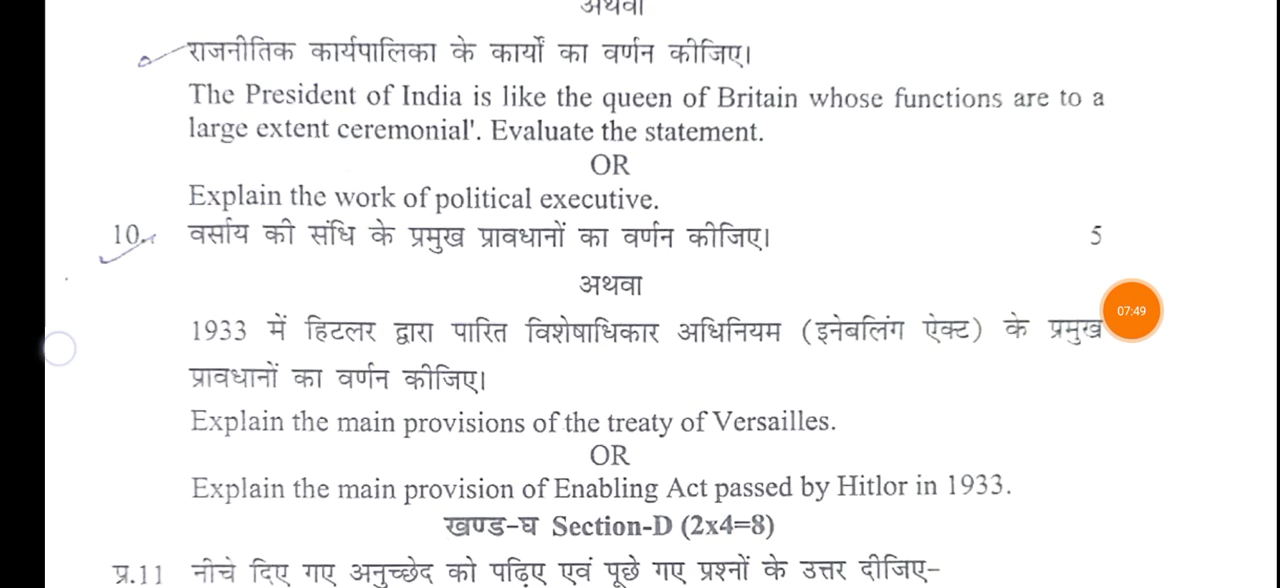 अथवा
राजनीतिक कार्यपालिका के कार्यों का वर्णन कीजिए।
The President of India is like the queen of Britain whose functions are to a
large extent ceremonial'. Evaluate the statement.
OR
Explain the work of political executive.
10. वर्साय की संधि के प्रमुख प्रावधानों का वर्णन कीजिए। 5
अथवा
1933 में हिटलर द्वारा पारित विशेषाधिकार अधिनियम (इनेबलिंग ऐक्ट) के प्रमुख
07:49
प्रावधानों का वर्णन कीजिए।
Explain the main provisions of the treaty of Versailles.
OR
Explain the main provision of Enabling Act passed by Hitlor in 1933.
खण्ड-घ Section-D (2x4=8)
प्र.11 नीचे दिए गए अनुच्छेद को पढ़िए एवं पूछे गए प्रश्नों के उत्तर दीजिए-